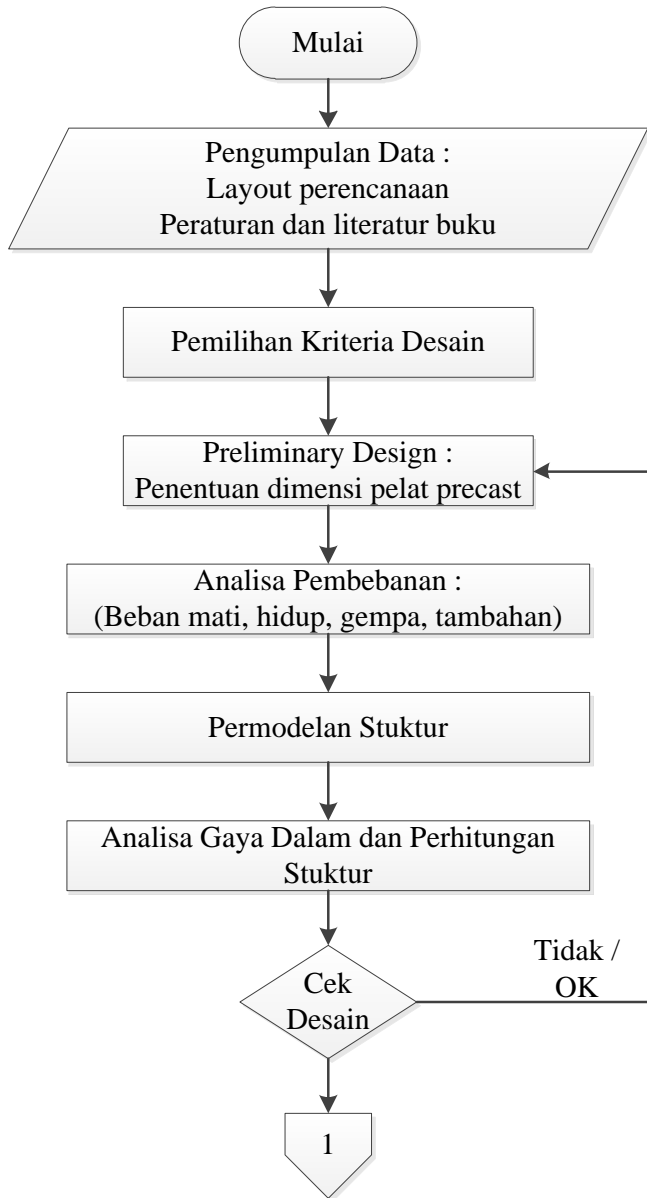 Mulai
Pengumpulan Data :
Layout perencanaan
Peraturan dan literatur buku
Pemilihan Kriteria Desain
Preliminary Design :
Penentuan dimensi pelat precast
Analisa Pembebanan :
(Beban mati, hidup, gempa, tambahan)
Permodelan Stuktur
Analisa Gaya Dalam dan Perhitungan
Stuktur
Cek
Desain
Tidak /
OK
1